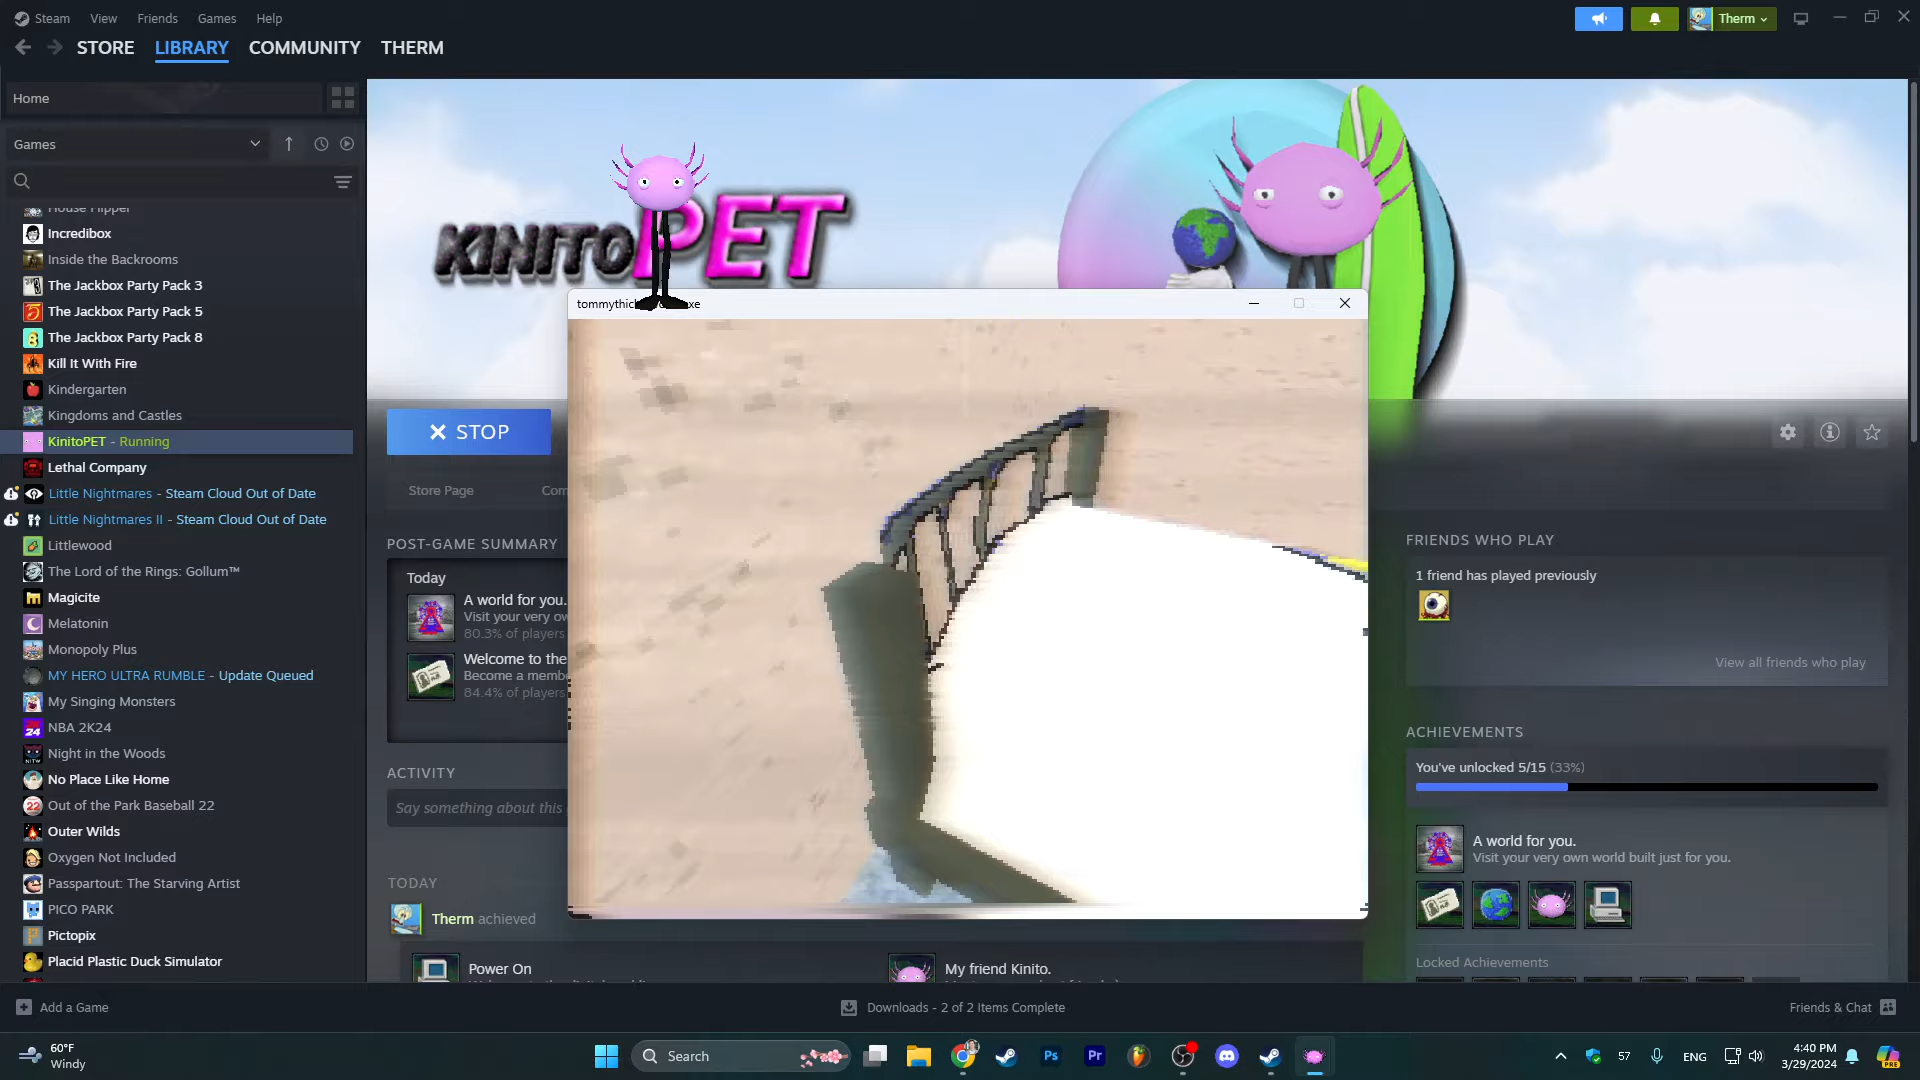 Steam
View
Friends
Games
Help
Therm
STORE
LIBRARY
COMMUNITY
THERM
Home
Games
House Flipper
Incredibox
Inside the Backrooms
The Jackbox Party Pack 3
The Jackbox Party Pack 5
The Jackbox Party Pack 8
Kill It With Fire
Kindergarten
Kingdoms and Castles
KinitoPET - Running
Lethal Company
Little Nightmares - Steam Cloud Out of Date
Little Nightmares II - Steam Cloud Out of Date
Littlewood
The Lord of the Rings: Gollum™
Magicite
Melatonin
Monopoly Plus
MY HERO ULTRA RUMBLE - Update Queued
My Singing Monsters
NBA 2K24
Night in the Woods
No Place Like Home
Out of the Park Baseball 22
Outer Wilds
Oxygen Not Included
Passpartout: The Starving Artist
PICO PARK
Pictopix
Placid Plastic Duck Simulator
KINITOPET
STOP
Store Page
POST-GAME SUMMARY
Today
A world for you.
Visit your very
80.3% of players
Welcome to the
Become a
84.4% of players
ACTIVITY
Say something about this
TODAY
Therm achieved
Power On
My friend Kinito.
FRIENDS WHO PLAY
1 friend has played previously
View all friends who play
ACHIEVEMENTS
You've unlocked 5/15 (33%)
A world for you.
Visit your very own world built just for you.
Locked Achievements
Add a Game
Downloads - 2 of 2 Items Complete
Friends & Chat
60°F
Windy
Search
Ps
Pr
57
ENG
4:40 PM
3/29/2024
PRE